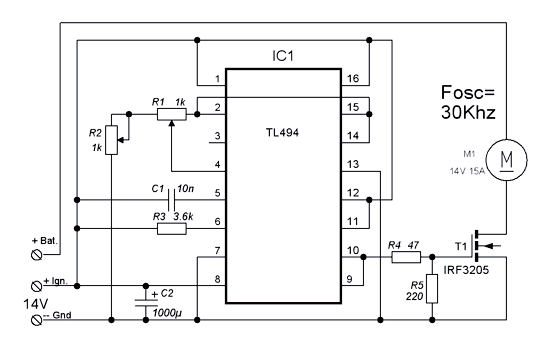 IC1
TL494
1
2
3
4
5
6
7
8
16
15
14
13
12
11
10
9
R1 1k
R2
1k
C1 10n
R3 3.6k
+ Bat.
+ Ign.
14V
-- Gnd
+ C2
1000µ
Fosc=
30Khz
M1
14V 15A
M
R4 47
T1
IRF3205
R5
220